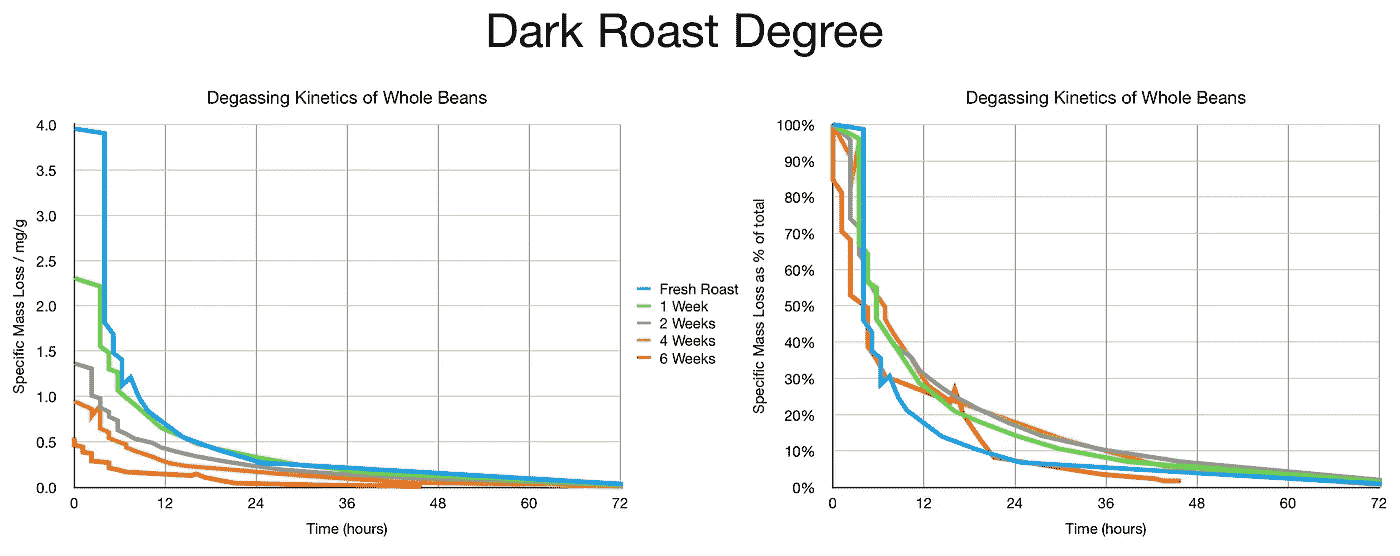 Dark Roast Degree
Degassing Kinetics of Whole Beans
Specific Mass Loss / mg/g
4.0
3.5
3.0
2.5
2.0
1.5
1.0
0.5
0.0
0 12 24 36 48 60 72
Time (hours)
Fresh Roast
1 Week
2 Weeks
4 Weeks
6 Weeks
Degassing Kinetics of Whole Beans
Specific Mass Loss as % of total
100%
90%
80%
70%
60%
50%
40%
30%
20%
10%
0%
0 12 24 36 48 60 72
Time (hours)